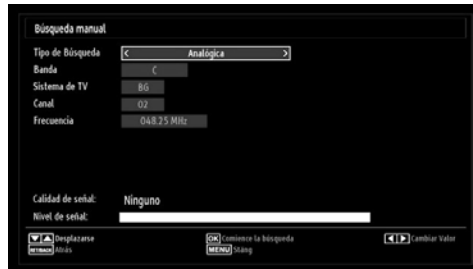 Búsqueda manual
Tipo de Búsqueda < Analógica >
Banda C
Sistema de TV BG
Canal 02
Frecuencia 048.25 MHz
Calidad de señal: Ninguno
Nivel de señal:
▼▲ Desplazarse OK Comience la búsqueda ◀▶ Cambiar Valor
Atrás MENU Stäng